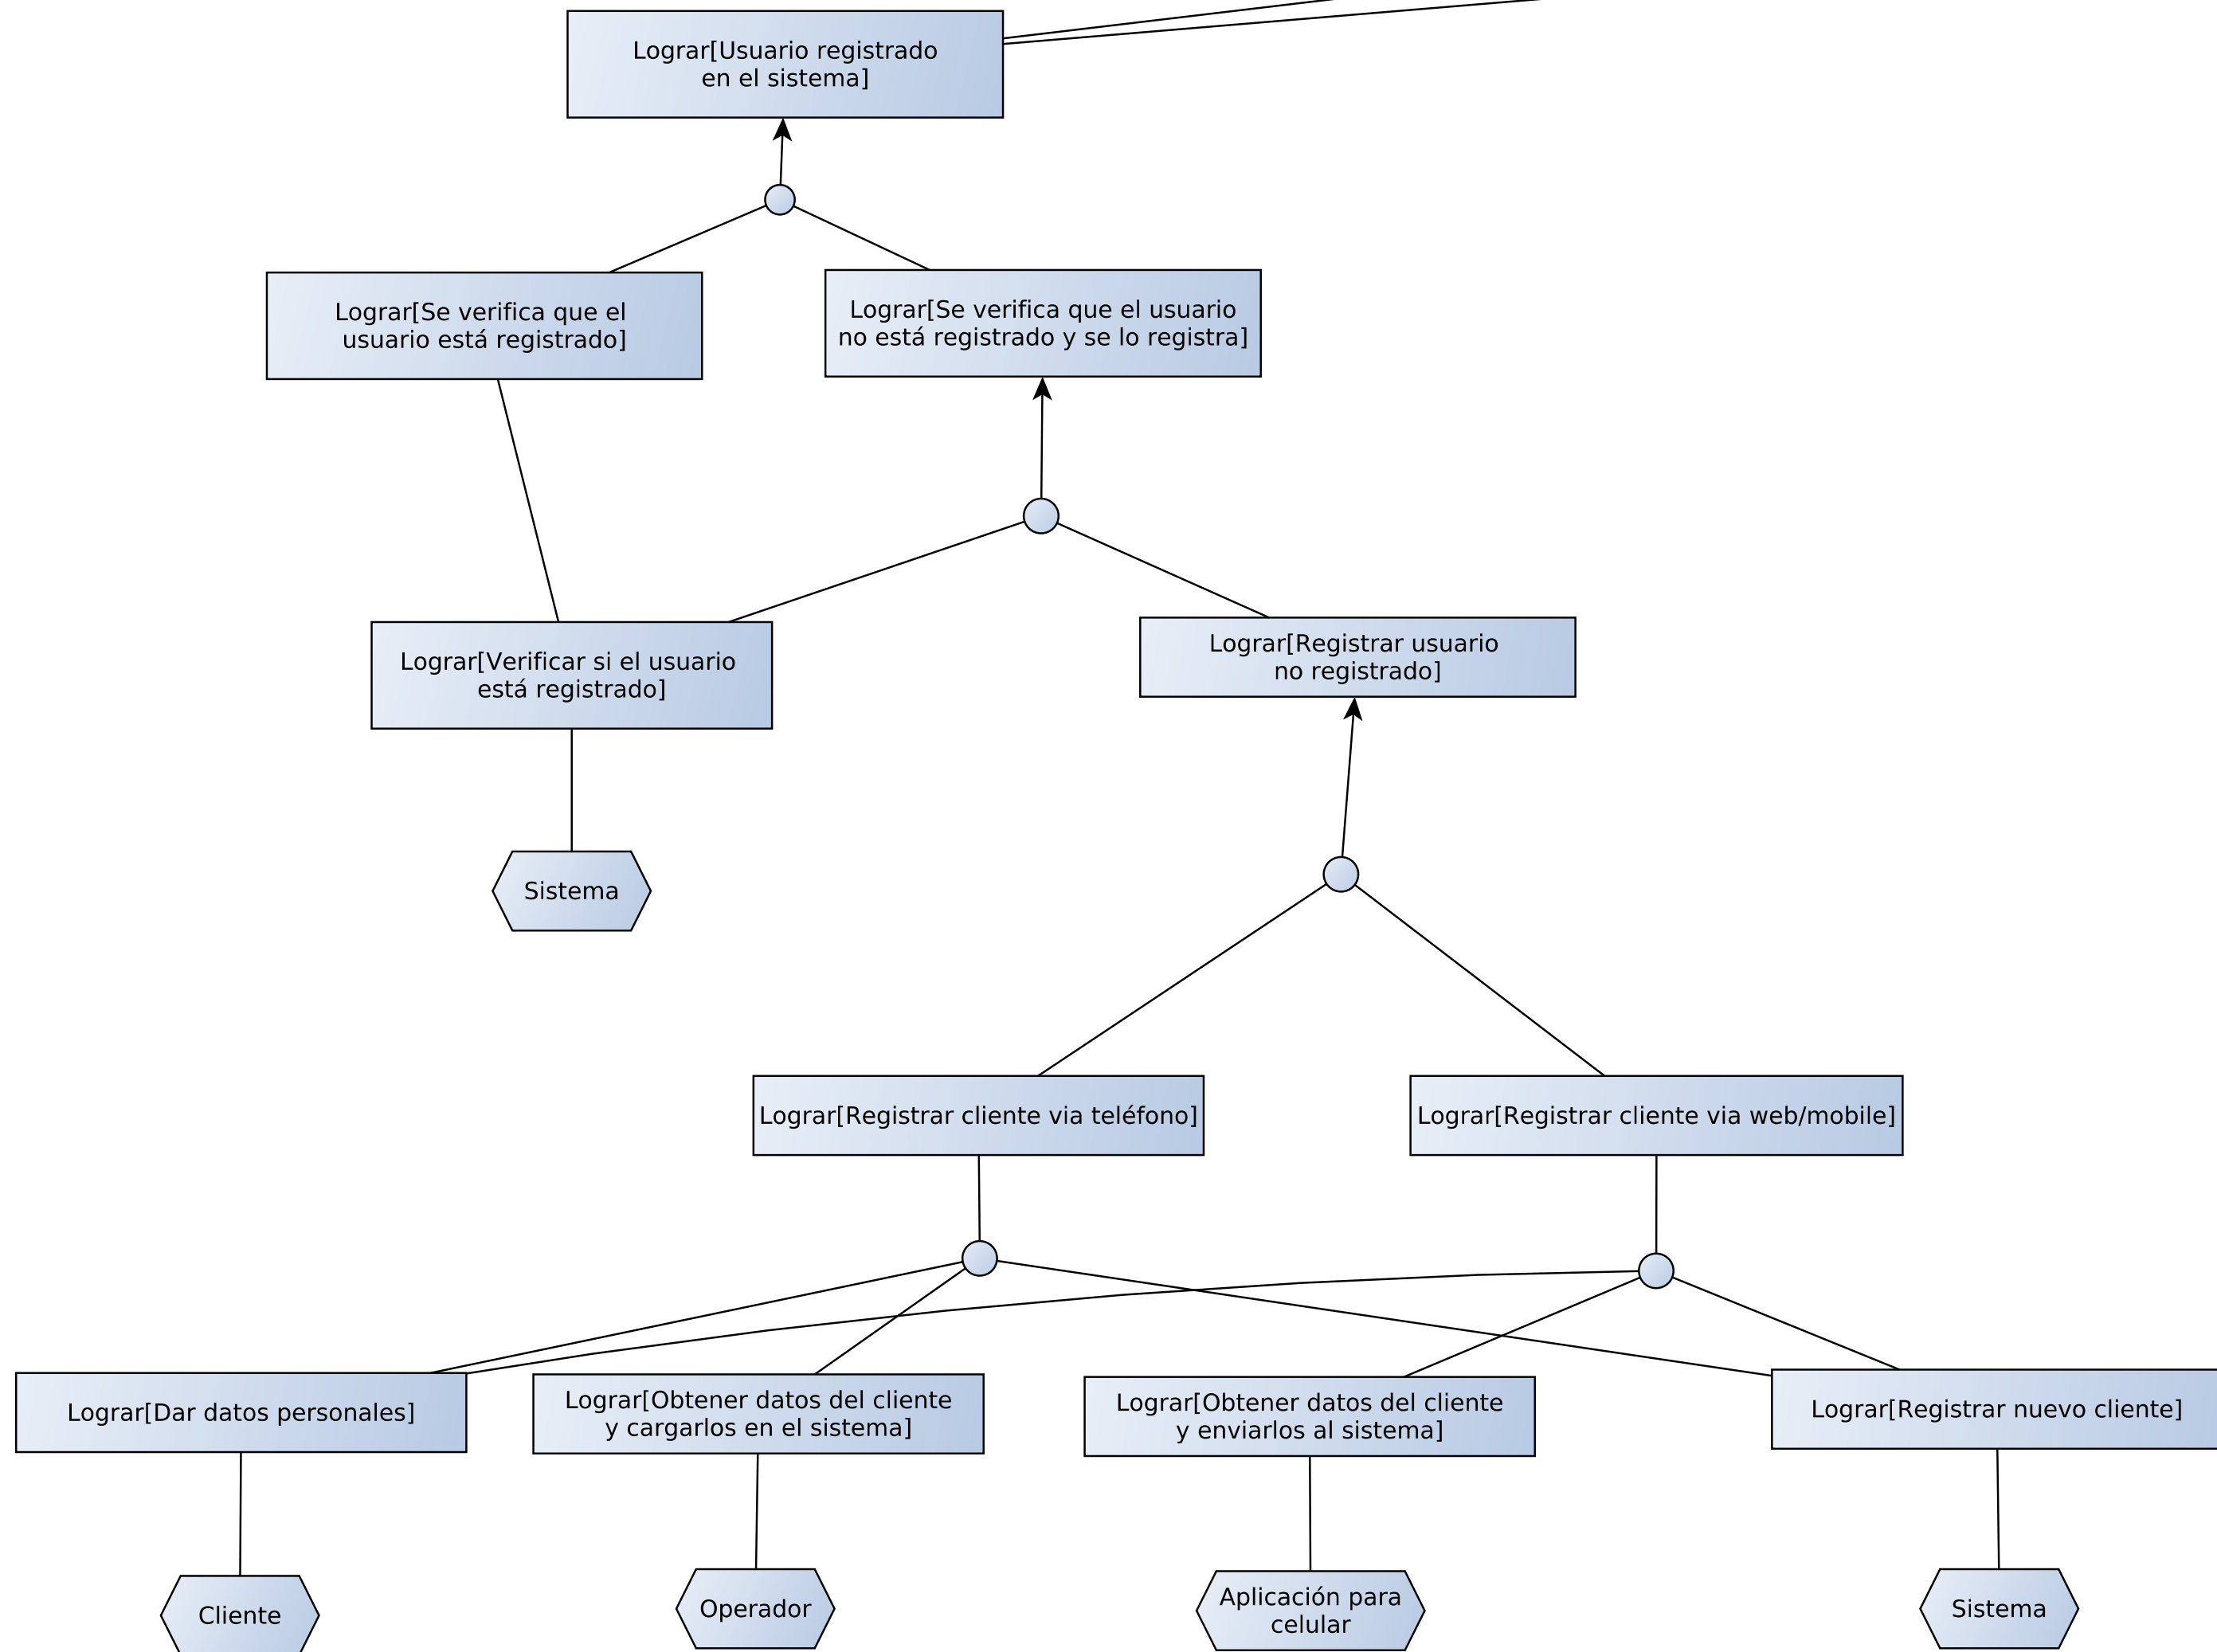 Lograr[Usuario registrado
en el sistema]
Lograr[Se verifica que el
usuario está registrado]
Lograr[Se verifica que el usuario
no está registrado y se lo registra]
Lograr[Verificar si el usuario
está registrado]
Lograr[Registrar usuario
no registrado]
Sistema
Lograr[Registrar cliente via teléfono]
Lograr[Registrar cliente via web/mobile]
Lograr[Dar datos personales]
Lograr[Obtener datos del cliente
y cargarlos en el sistema]
Lograr[Obtener datos del cliente
y enviarlos al sistema]
Lograr[Registrar nuevo cliente]
Cliente
Operador
Aplicación para
celular
Sistema